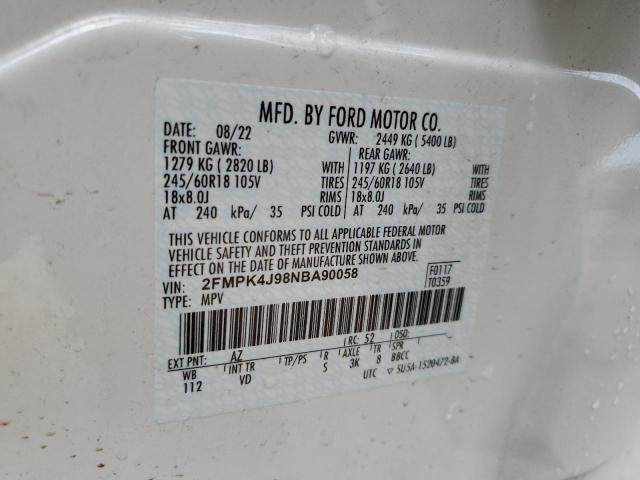 MFD. BY FORD MOTOR CO.
DATE: 08/22 GVWR: 2449 KG ( 5400 LB)
FRONT GAWR: REAR GAWR:
1279 KG ( 2820 LB) WITH 1197 KG ( 2640 LB) WITH
245/60R18 105V TIRES 245/60R18 105V TIRES
18x8.0J RIMS 18x8.0J RIMS
AT 240 kPa/ 35 PSI COLD AT 240 kPa/ 35 PSI COLD
THIS VEHICLE CONFORMS TO ALL APPLICABLE FEDERAL MOTOR
VEHICLE SAFETY AND THEFT PREVENTION STANDARDS IN
EFFECT ON THE DATE OF MANUFACTURE SHOWN ABOVE.
VIN: 2FMPK4J98NBA90058 F0117
TYPE: MPV T0359
EXT PNT: AZ RC: 52 DSO:
WB INT TR TP/PS R AXLE TR SPR
112 VD S 3K 8 BBCC
UTC ▽ 5U5A-1520472-BA